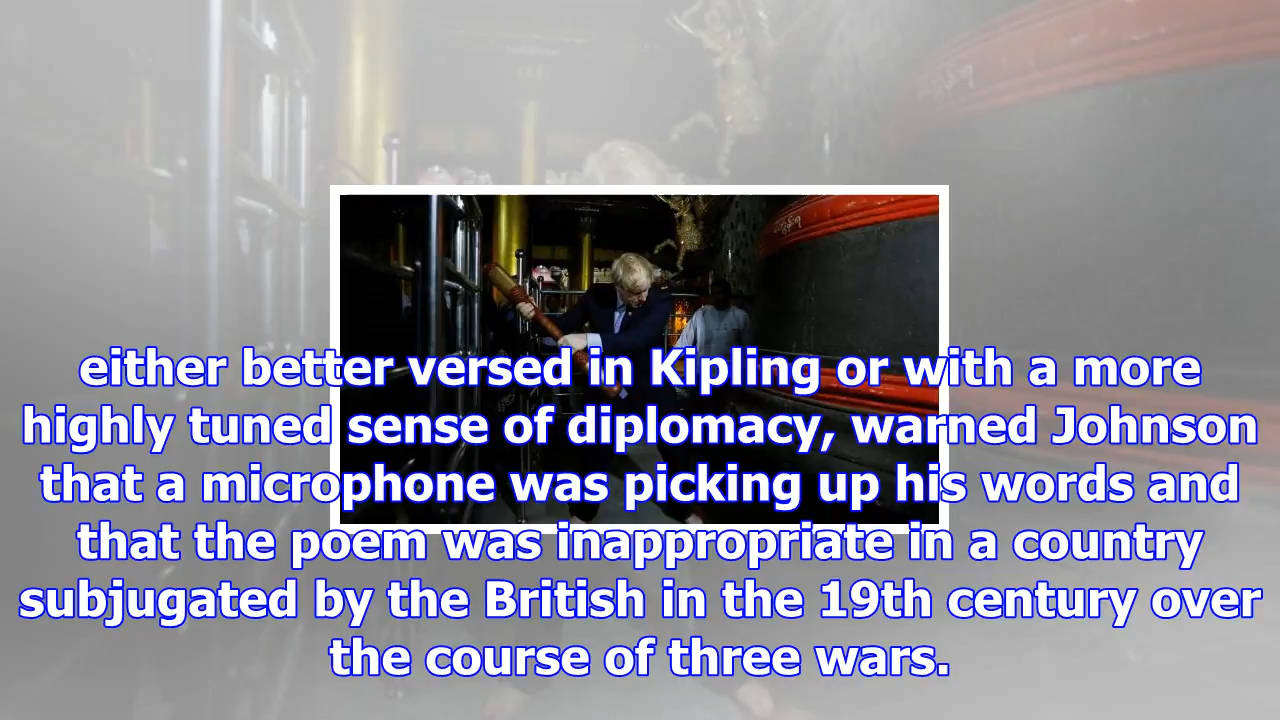 either better versed in Kipling or with a more
highly tuned sense of diplomacy, warned Johnson
that a microphone was picking up his words and
that the poem was inappropriate in a country
subjugated by the British in the 19th century over
the course of three wars.